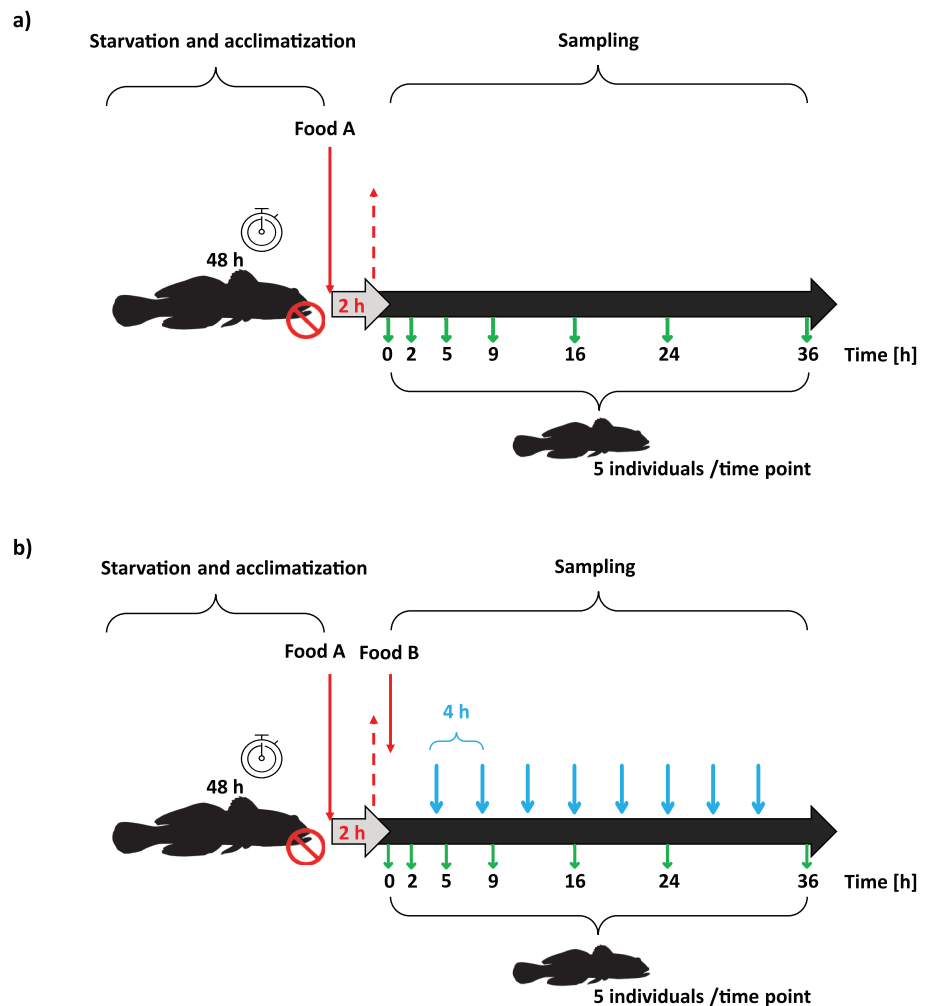 a)
Starvation and acclimatization
Sampling
Food A
48 h
2 h
0 2 5 9 16 24 36 Time [h]
5 individuals /time point
b)
Starvation and acclimatization
Sampling
Food A Food B
4 h
48 h
2 h
0 2 5 9 16 24 36 Time [h]
5 individuals /time point